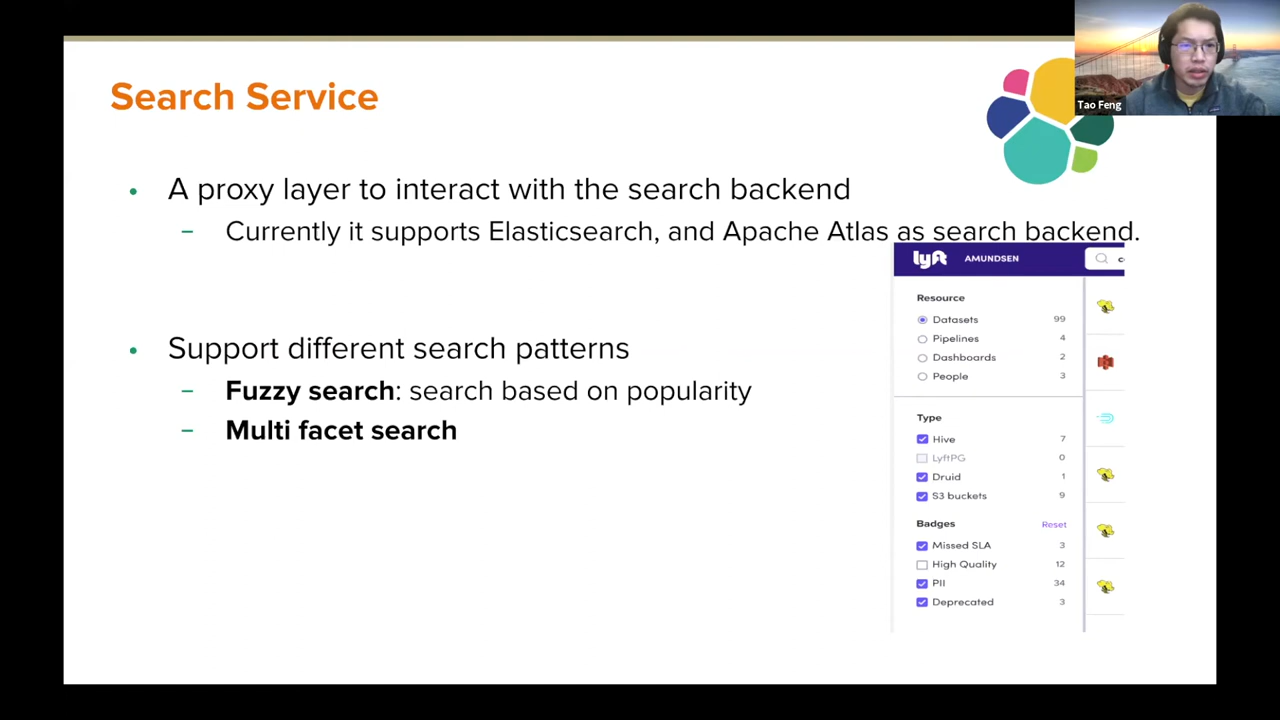 Search Service
Tao Feng
• A proxy layer to interact with the search backend
– Currently it supports Elasticsearch, and Apache Atlas as search backend.
• Support different search patterns
– Fuzzy search: search based on popularity
– Multi facet search
lyft AMUNDSEN
Resource
Datasets 99
Pipelines 4
Dashboards 2
People 3
Type
Hive 7
LyftPG 0
Druid 1
S3 buckets 9
Badges Reset
Missed SLA 3
High Quality 12
PII 34
Deprecated 3